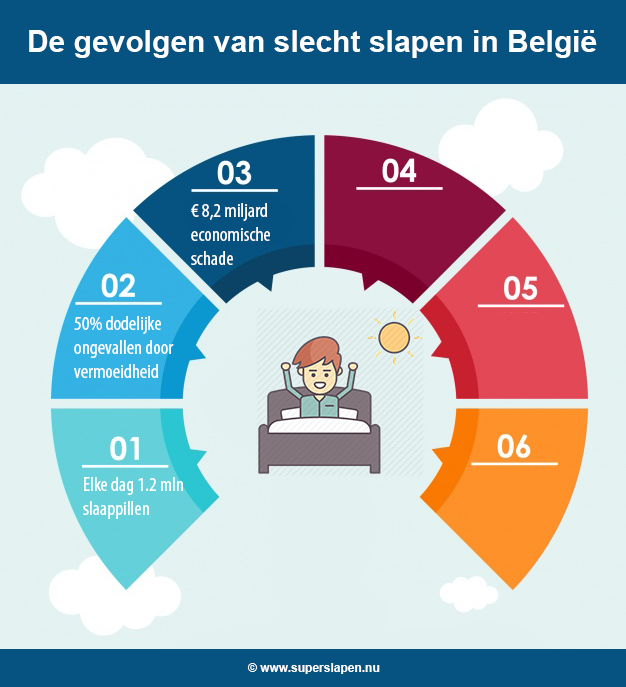 De gevolgen van slecht slapen in België
01
Elke dag 1.2 mln
slaappillen
02
50% dodelijke
ongevallen door
vermoeidheid
03
€ 8,2 miljard
economische
schade
04
05
06
© www.superslapen.nu